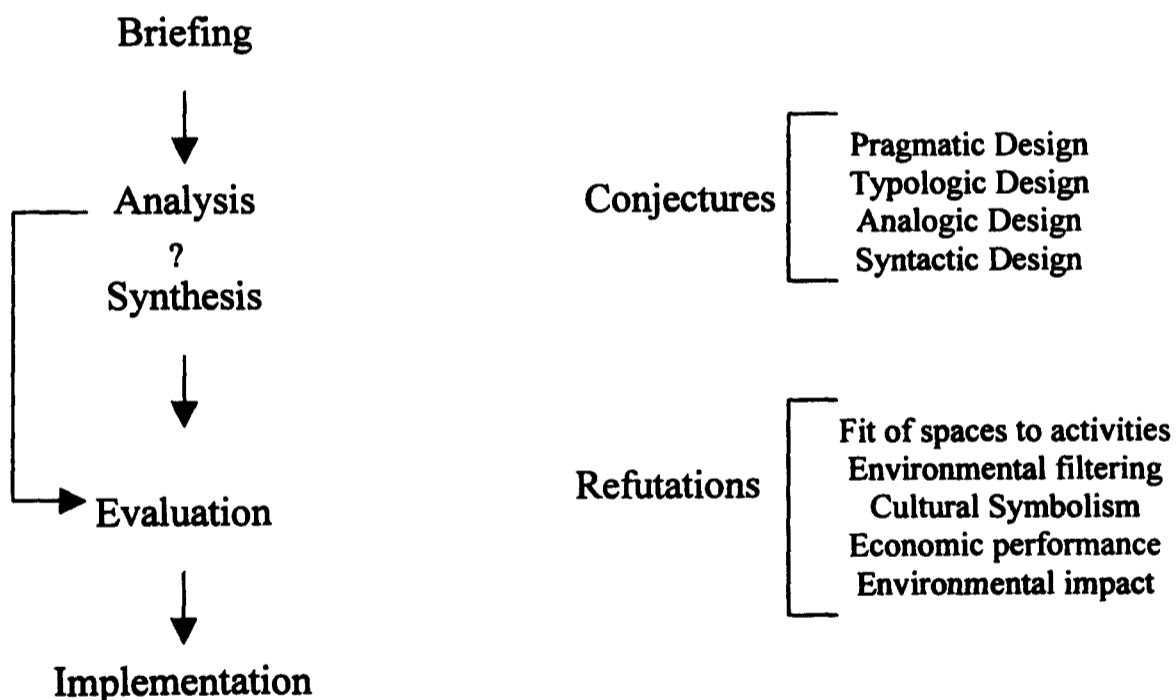 Briefing
Analysis
?
Synthesis
Evaluation
Implementation
Conjectures
Pragmatic Design
Typologic Design
Analogic Design
Syntactic Design
Refutations
Fit of spaces to activities
Environmental filtering
Cultural Symbolism
Economic performance
Environmental impact